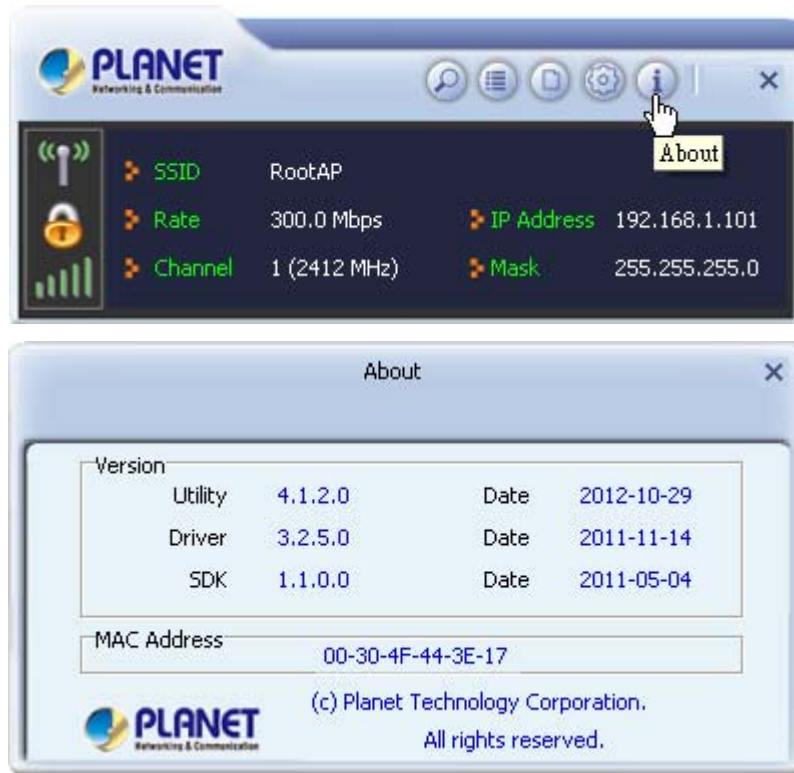 PLANET
Networking & Communication
About
SSID RootAP
Rate 300.0 Mbps IP Address 192.168.1.101
Channel 1 (2412 MHz) Mask 255.255.255.0
About
Version
Utility 4.1.2.0 Date 2012-10-29
Driver 3.2.5.0 Date 2011-11-14
SDK 1.1.0.0 Date 2011-05-04
MAC Address
00-30-4F-44-3E-17
(c) Planet Technology Corporation.
PLANET
Networking & Communication
All rights reserved.